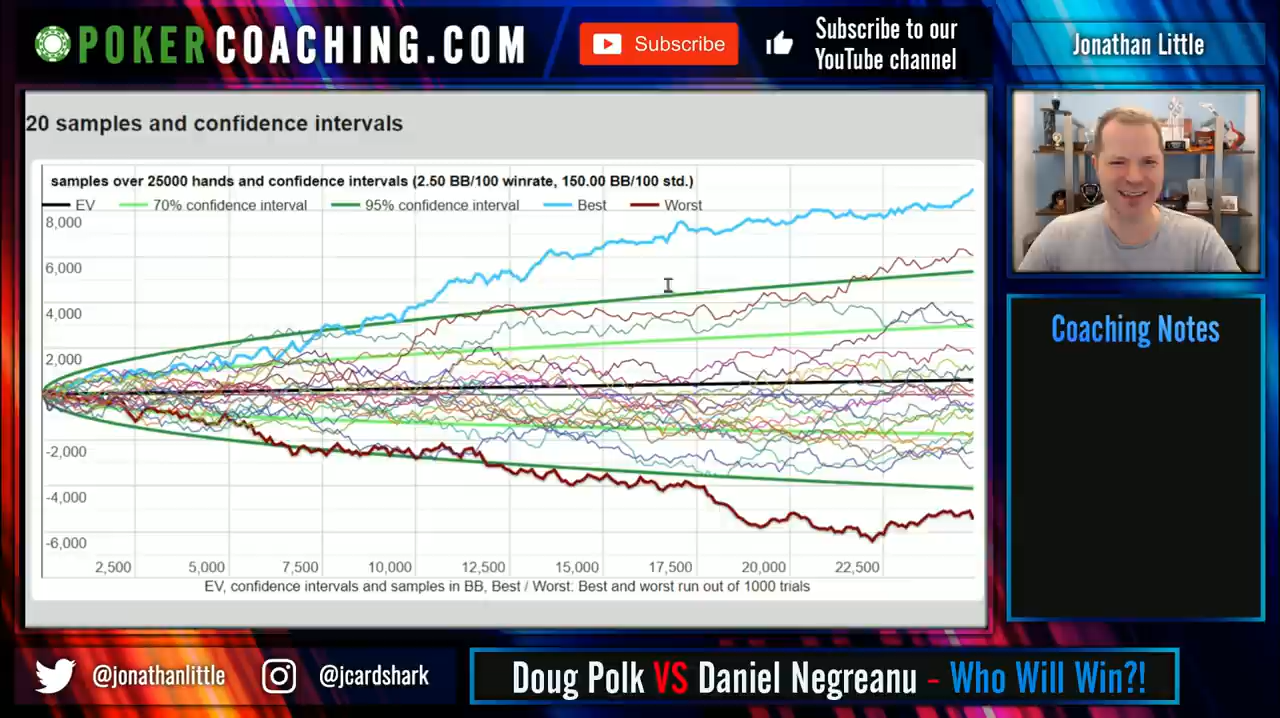 POKERCOACHING.COM
Subscribe
Subscribe to our
YouTube channel
Jonathan Little
20 samples and confidence intervals
samples over 25000 hands and confidence intervals (2.50 BB/100 winrate, 150.00 BB/100 std.)
EV 70% confidence interval 95% confidence interval Best Worst
8,000
6,000
4,000
2,000
-2,000
-4,000
-6,000
2,500 5,000 7,500 10,000 12,500 15,000 17,500 20,000 22,500
EV, confidence intervals and samples in BB, Best / Worst: Best and worst run out of 1000 trials
Coaching Notes
@jonathanlittle
@jcardshark
Doug Polk VS Daniel Negreanu - Who Will Win?!